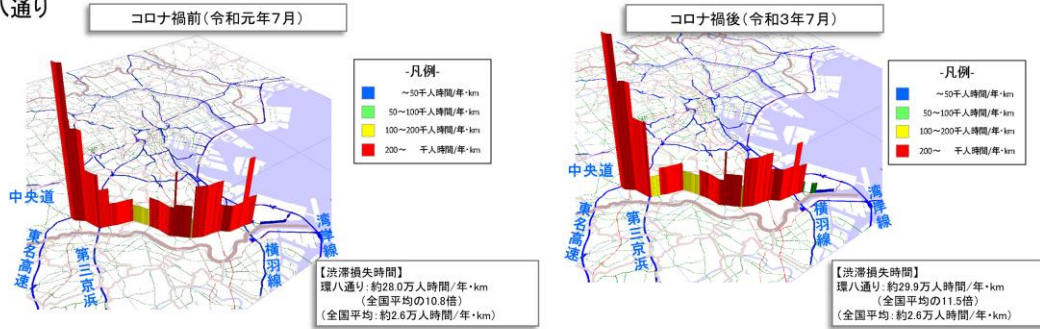 八通り
コロナ禍前(令和元年7月)
-凡例-
～50千人時間/年・km
50～100千人時間/年・km
100～200千人時間/年・km
200～ 千人時間/年・km
中央道
東名高速
第三京浜
横羽線
湾岸線
【渋滞損失時間】
環八通り:約28.0万人時間/年・km
(全国平均の10.8倍)
(全国平均:約2.6万人時間/年・km)
コロナ禍後(令和3年7月)
-凡例-
～50千人時間/年・km
50～100千人時間/年・km
100～200千人時間/年・km
200～ 千人時間/年・km
中央道
東名高速
第三京浜
横羽線
湾岸線
【渋滞損失時間】
環八通り:約29.9万人時間/年・km
(全国平均の11.5倍)
(全国平均:約2.6万人時間/年・km)